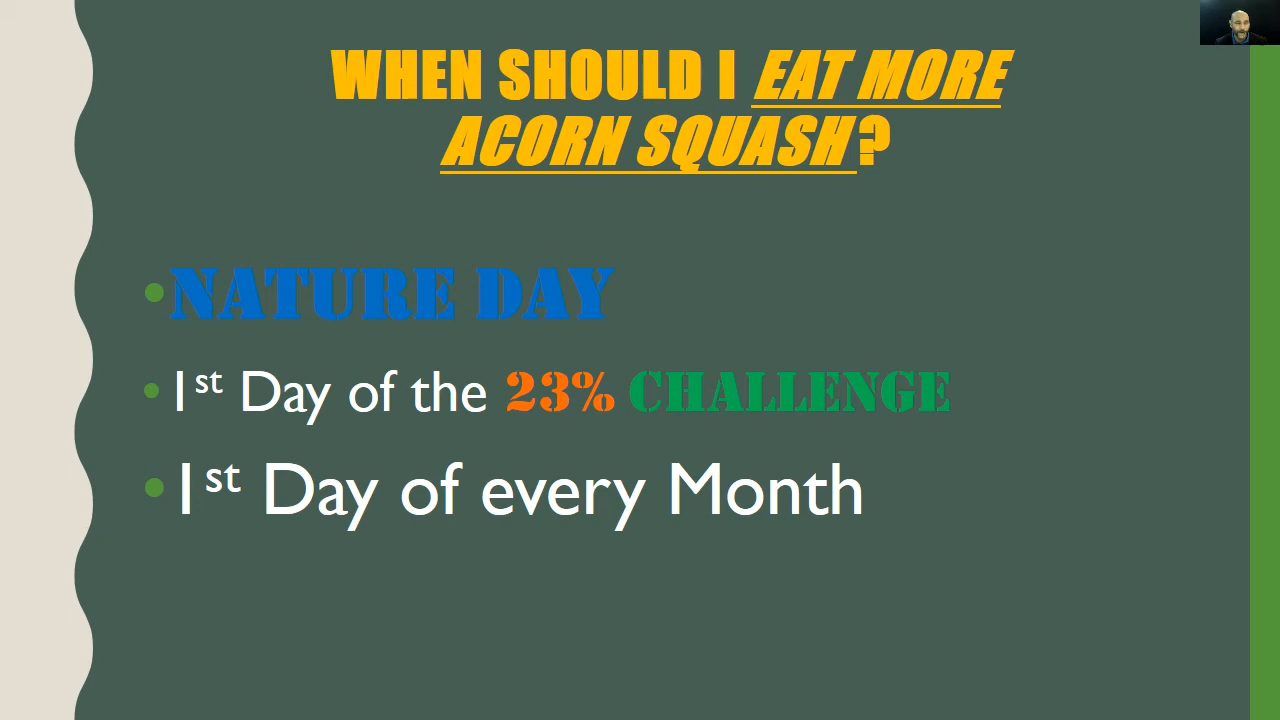 WHEN SHOULD I EAT MORE
ACORN SQUASH?
•NATURE DAY
•1st Day of the 23% CHALLENGE
•1st Day of every Month